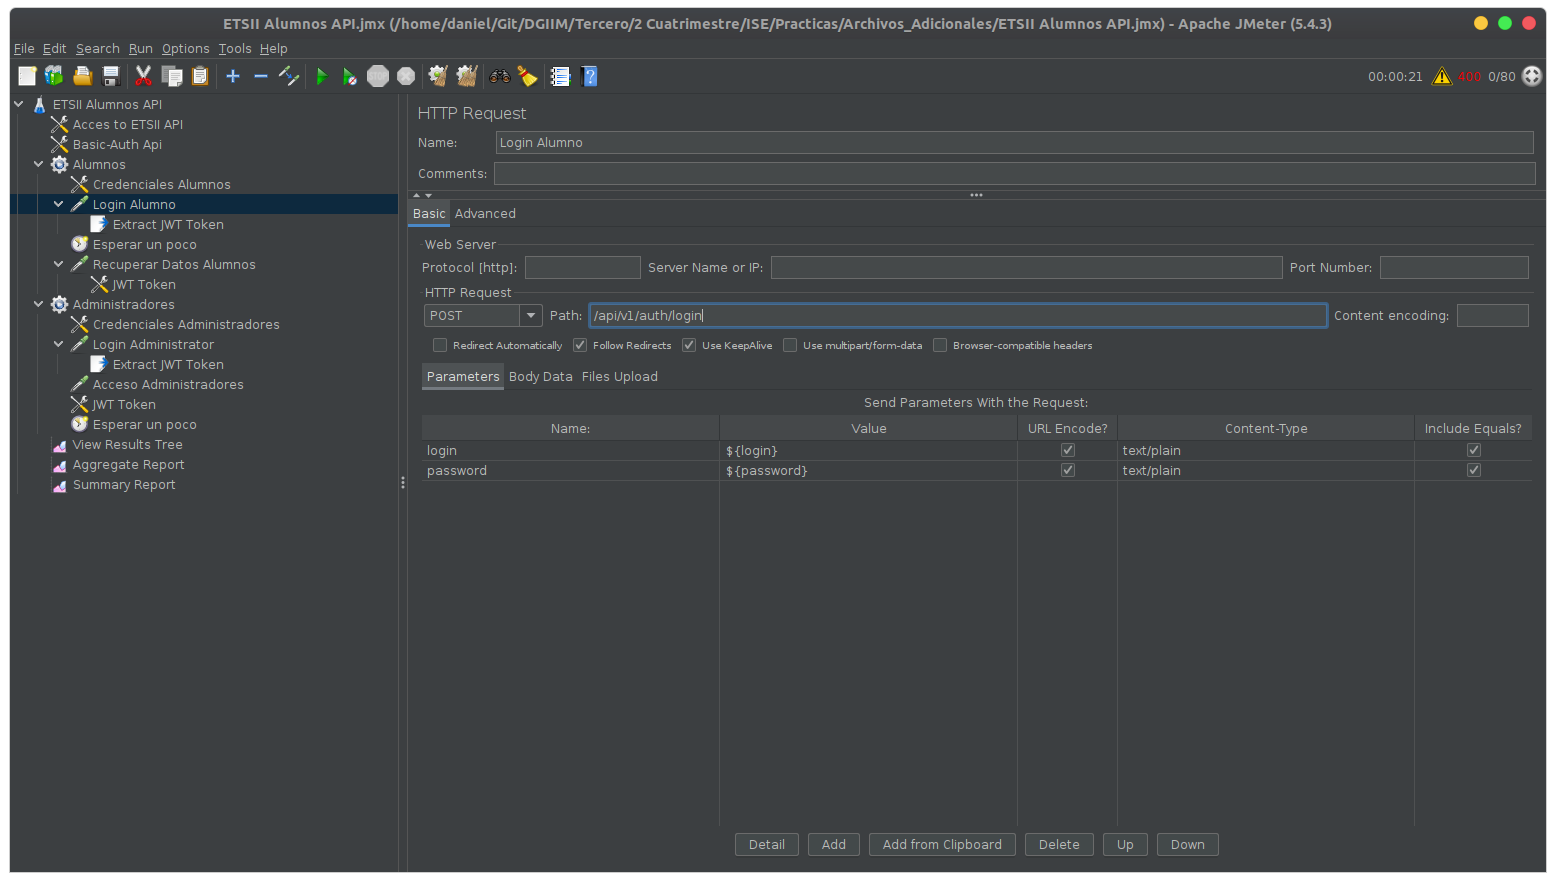 ETSII Alumnos API.jmx (/home/daniel/Git/DGIIM/Tercero/2 Cuatrimestre/ISE/Practicas/Archivos_Adicionales/ETSII Alumnos API.jmx) - Apache JMeter (5.4.3)
File Edit Search Run Options Tools Help
STOP 00:00:21 400 0/80
ETSII Alumnos API
Acces to ETSII API
Basic-Auth Api
Alumnos
Credenciales Alumnos
Login Alumno
Extract JWT Token
Esperar un poco
Recuperar Datos Alumnos
JWT Token
Administradores
Credenciales Administradores
Login Administrator
Extract JWT Token
Acceso Administradores
JWT Token
Esperar un poco
View Results Tree
Aggregate Report
Summary Report
HTTP Request
Name: Login Alumno
Comments:
Basic Advanced
Web Server
Protocol [http]: Server Name or IP: Port Number:
HTTP Request
POST Path: /api/v1/auth/login Content encoding:
Redirect Automatically Follow Redirects Use KeepAlive Use multipart/form-data Browser-compatible headers
Parameters Body Data Files Upload
Send Parameters With the Request:
Name: Value URL Encode? Content-Type Include Equals?
login ${login} text/plain
password ${password} text/plain
Detail Add Add from Clipboard Delete Up Down